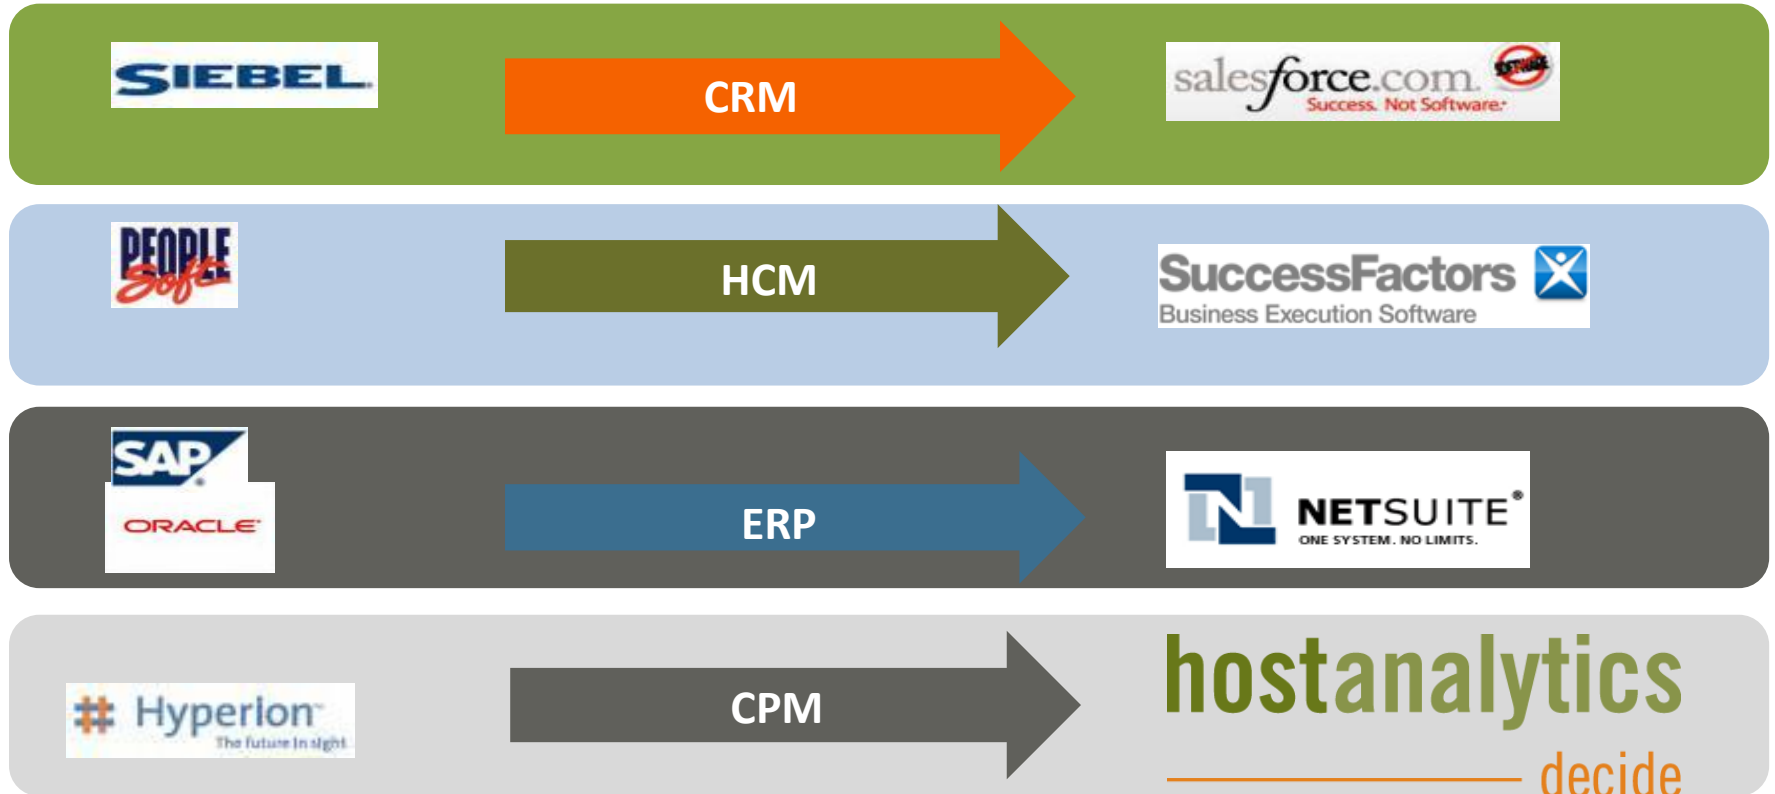 SIEBEL
CRM
salesforce.com.
SOFTWARE
Success. Not Software.
PEOPLE
Soft
HCM
SuccessFactors
Business Execution Software
SAP
®
ORACLE
ERP
NETSUITE®
ONE SYSTEM. NO LIMITS.
Hyperion™
The future in sight
CPM
hostanalytics
decide